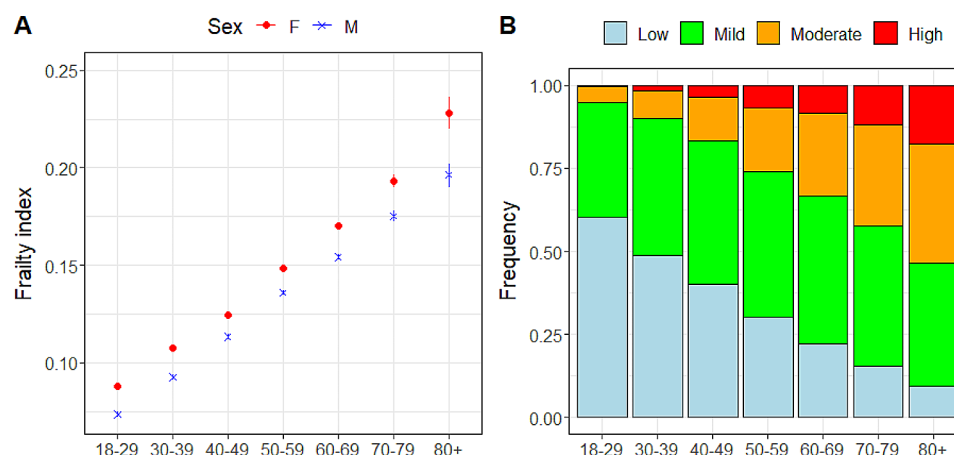 A
Sex F M
Frailty index
0.25
0.20
0.15
0.10
18-29 30-39 40-49 50-59 60-69 70-79 80+
B
Low Mild Moderate High
Frequency
1.00
0.75
0.50
0.25
0.00
18-29 30-39 40-49 50-59 60-69 70-79 80+